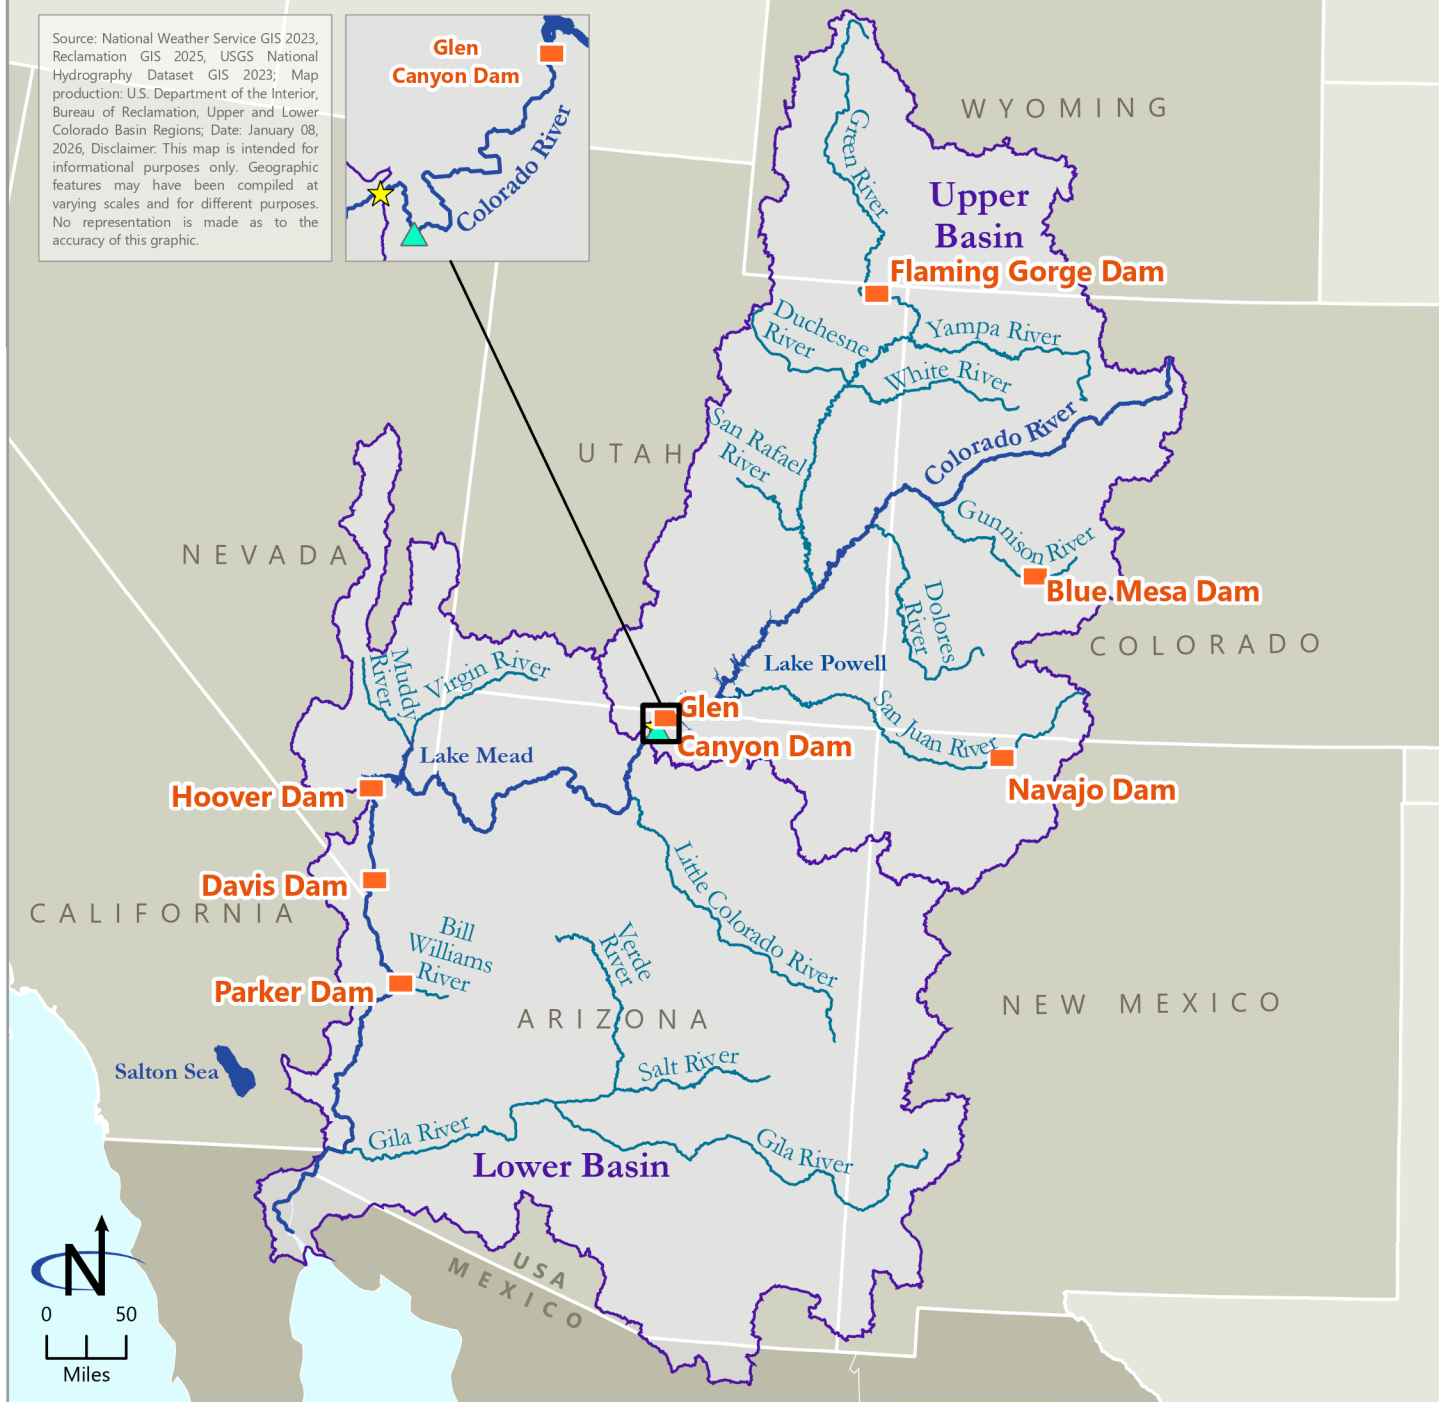 Source: National Weather Service GIS 2023,
Reclamation GIS 2025, USGS National
Hydrography Dataset GIS 2023; Map
production: U.S. Department of the Interior,
Bureau of Reclamation, Upper and Lower
Colorado Basin Regions; Date: January 08,
2026, Disclaimer: This map is intended for
informational purposes only. Geographic
features may have been compiled at
varying scales and for different purposes.
No representation is made as to the
accuracy of this graphic.
Glen
Canyon Dam
Colorado River
WYOMING
Green River
Upper
Basin
Flaming Gorge Dam
Duchesne
River
Yampa River
White River
San Rafael
River
Colorado River
UTAH
Gunnison River
Blue Mesa Dam
NEVADA
Dolores
River
COLORADO
Lake Powell
Muddy
River
Virgin River
Glen
Canyon Dam
San Juan River
Navajo Dam
Lake Mead
Hoover Dam
Davis Dam
CALIFORNIA
Little Colorado River
Bill
Williams
River
Verde
River
Parker Dam
ARIZONA
NEW MEXICO
Salton Sea
Salt River
Gila River
Gila River
Lower Basin
USA
MEXICO
N
0 50
Miles